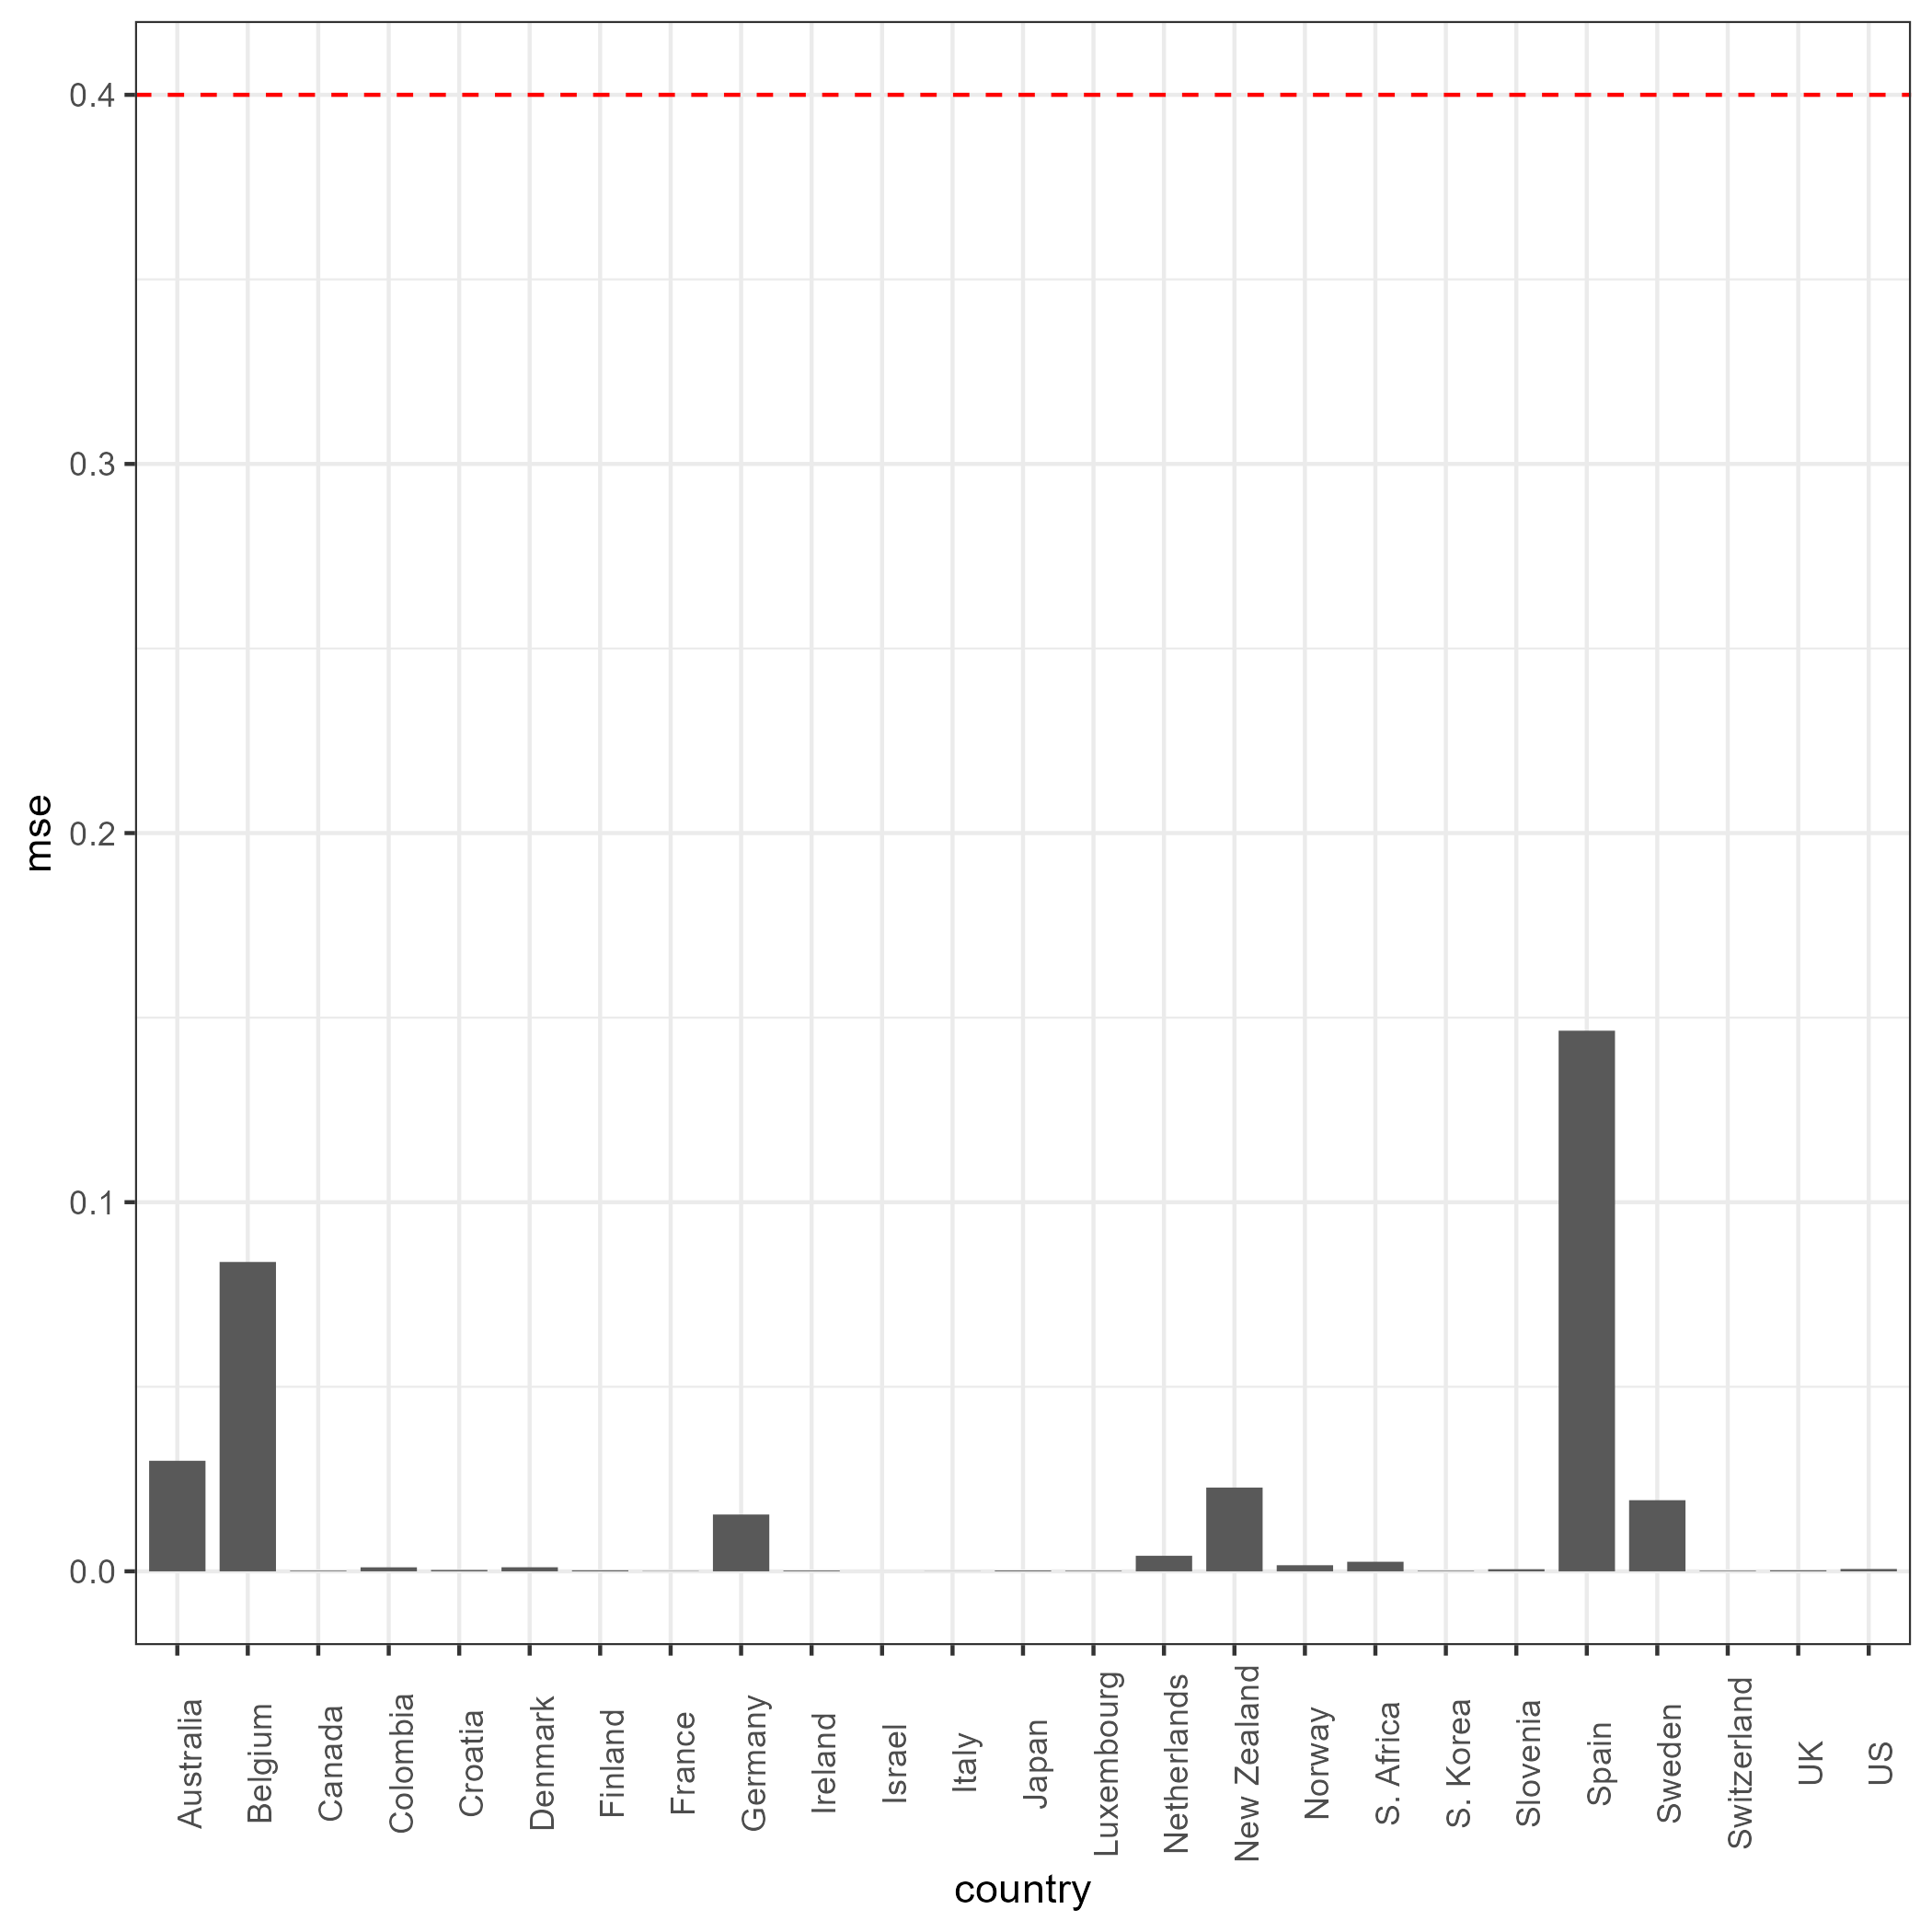 mse
0.4
0.3
0.2
0.1
0.0
Australia
Belgium
Canada
Colombia
Croatia
Denmark
Finland
France
Germany
Ireland
Israel
Italy
Japan
Luxembourg
Netherlands
New Zealand
Norway
S. Africa
S. Korea
Slovenia
Spain
Sweden
Switzerland
UK
US
country